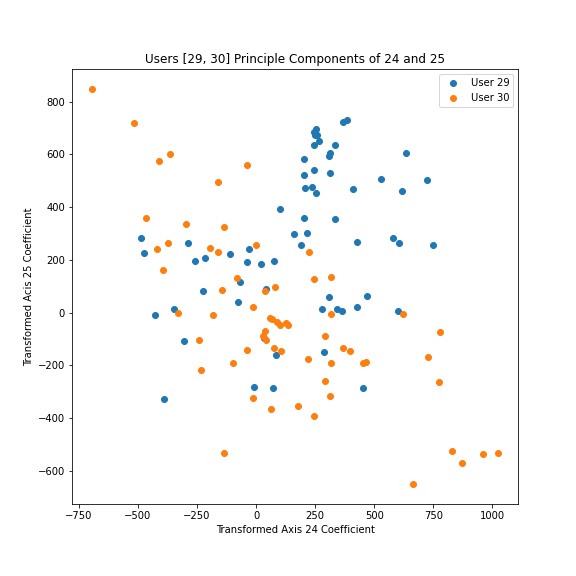 Users [29, 30] Principle Components of 24 and 25
User 29
User 30
800
600
400
200
0
−200
−400
−600
Transformed Acis 25 Coefficient
−750 −500 −250 0 250 500 750 1000
Transformed Axis 24 Coefficient